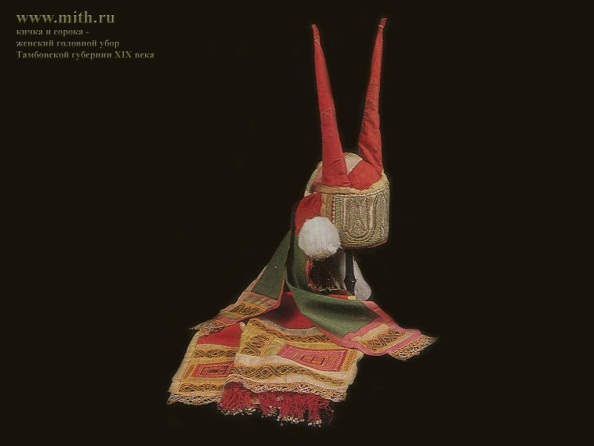 www.mith.ru
кичка и сорока -
женский головной убор
Тамбовской губернии XIX века